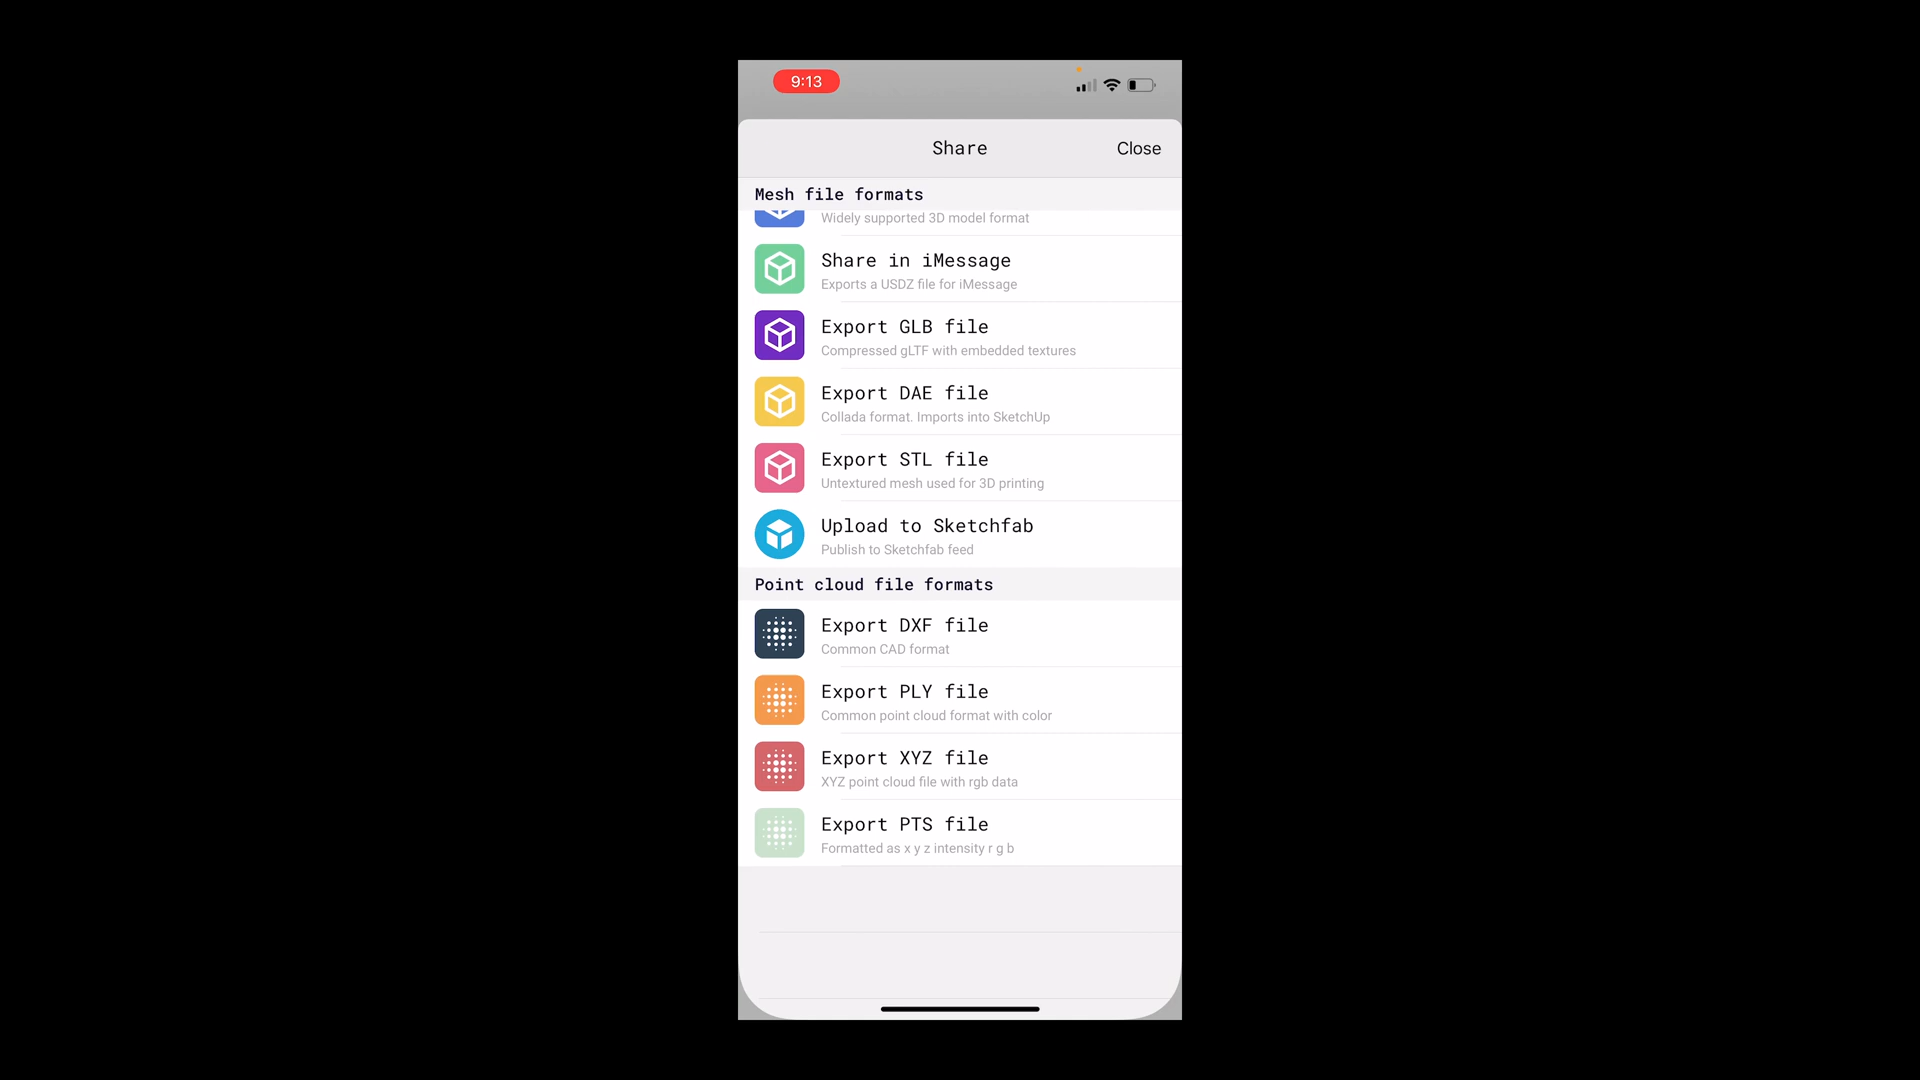 9:13
Share
Close
Mesh file formats
Widely supported 3D model format
Share in iMessage
Exports a USDZ file for iMessage
Export GLB file
Compressed gLTF with embedded textures
Export DAE file
Collada format. Imports into SketchUp
Export STL file
Untextured mesh used for 3D printing
Upload to Sketchfab
Publish to Sketchfab feed
Point cloud file formats
Export DXF file
Common CAD format
Export PLY file
Common point cloud format with color
Export XYZ file
XYZ point cloud file with rgb data
Export PTS file
Formatted as x y z intensity r g b